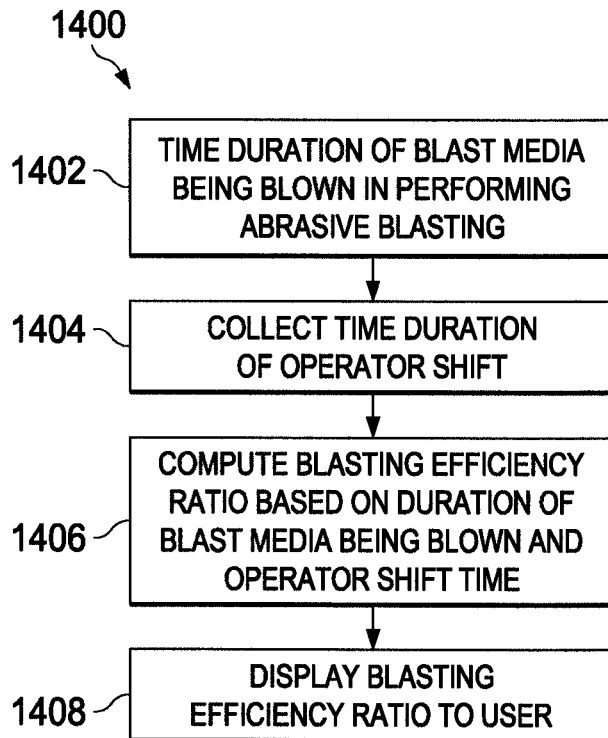 1400
1402
TIME DURATION OF BLAST MEDIA
BEING BLOWN IN PERFORMING
ABRASIVE BLASTING
1404
COLLECT TIME DURATION
OF OPERATOR SHIFT
1406
COMPUTE BLASTING EFFICIENCY
RATIO BASED ON DURATION OF
BLAST MEDIA BEING BLOWN AND
OPERATOR SHIFT TIME
1408
DISPLAY BLASTING
EFFICIENCY RATIO TO USER